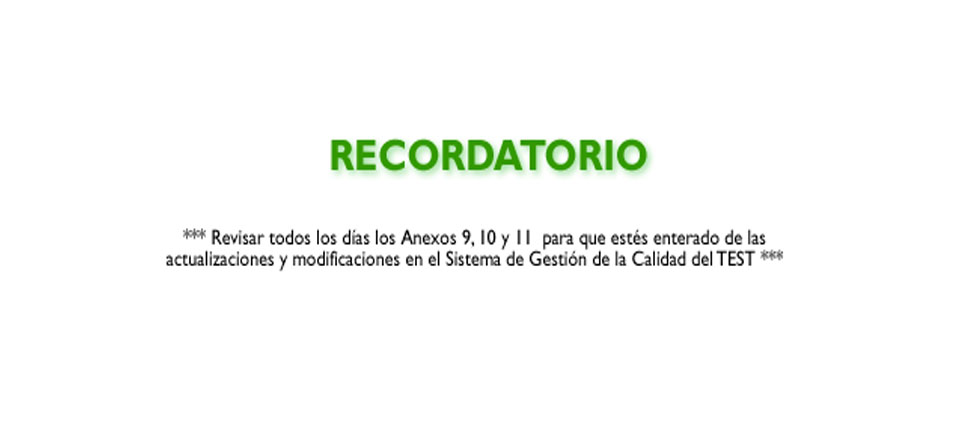 RECORDATORIO
*** Revisar todos los días los Anexos 9, 10 y 11 para que estés enterado de las
actualizaciones y modificaciones en el Sistema de Gestión de la Calidad del TEST ***